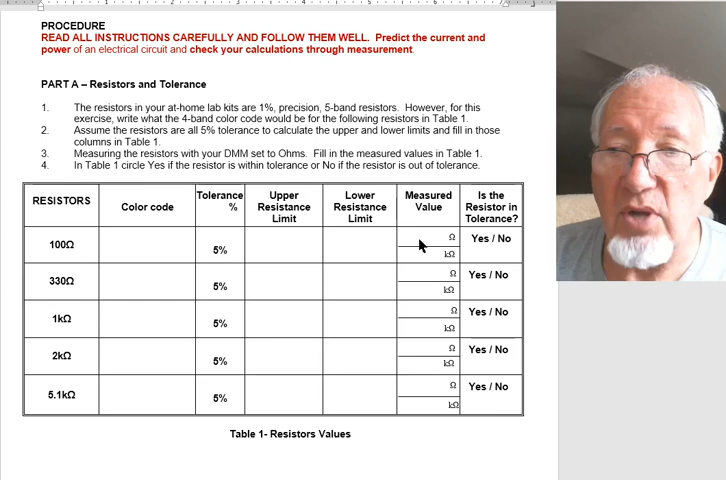 PROCEDURE
READ ALL INSTRUCTIONS CAREFULLY AND FOLLOW THEM WELL. Predict the current and
power of an electrical circuit and check your calculations through measurement.
PART A – Resistors and Tolerance
1. The resistors in your at-home lab kits are 1%, precision, 5-band resistors. However, for this
exercise, write what the 4-band color code would be for the following resistors in Table 1.
2. Assume the resistors are all 5% tolerance to calculate the upper and lower limits and fill in those
columns in Table 1.
3. Measuring the resistors with your DMM set to Ohms. Fill in the measured values in Table 1.
4. In Table 1 circle Yes if the resistor is within tolerance or No if the resistor is out of tolerance.
RESISTORS Color code Tolerance % Upper Resistance Limit Lower Resistance Limit Measured Value Is the Resistor in Tolerance?
100Ω 5% Ω kΩ Yes / No
330Ω 5% Ω kΩ Yes / No
1kΩ 5% Ω kΩ Yes / No
2kΩ 5% Ω kΩ Yes / No
5.1kΩ 5% Ω kΩ Yes / No
Table 1- Resistors Values